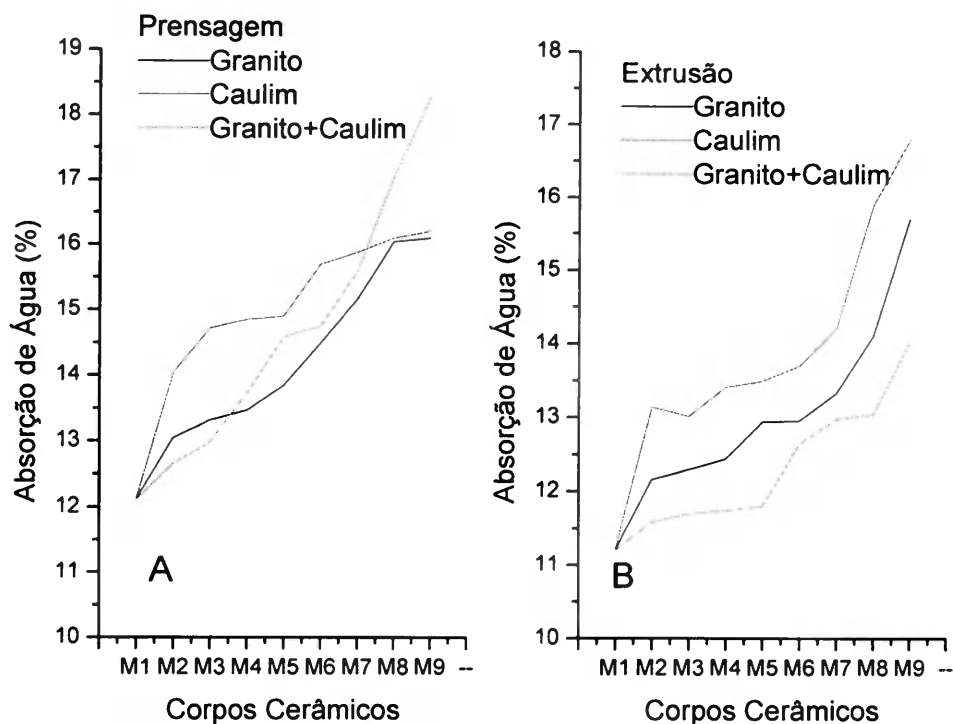 Prensagem
Granito
Caulim
Granito+Caulim
Absorção de Água (%)
19
18
17
16
15
14
13
12
11
10
A
M1 M2 M3 M4 M5 M6 M7 M8 M9 --
Corpos Cerâmicos
Extrusão
Granito
Caulim
Granito+Caulim
Absorção de Água (%)
18
17
16
15
14
13
12
11
10
B
M1 M2 M3 M4 M5 M6 M7 M8 M9 --
Corpos Cerâmicos